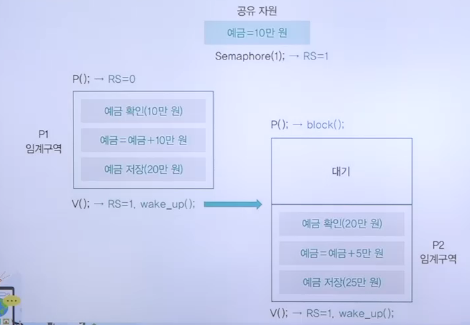 공유 자원
예금=10만 원
Semaphore(1); → RS=1
P(); → RS=0
P1
임계구역
예금 확인(10만 원)
예금=예금+10만 원
예금 저장(20만 원)
V(); → RS=1, wake_up();
P(); → block();
대기
예금 확인(20만 원)
예금=예금+5만 원
예금 저장(25만 원)
P2
임계구역
V(); → RS=1, wake_up();